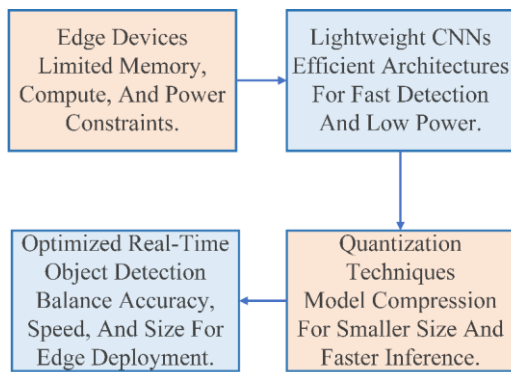 Edge Devices
Limited Memory,
Compute, And Power
Constraints.
Lightweight CNNs
Efficient Architectures
For Fast Detection
And Low Power.
Quantization
Techniques
Model Compression
For Smaller Size And
Faster Inference.
Optimized Real-Time
Object Detection
Balance Accuracy,
Speed, And Size For
Edge Deployment.